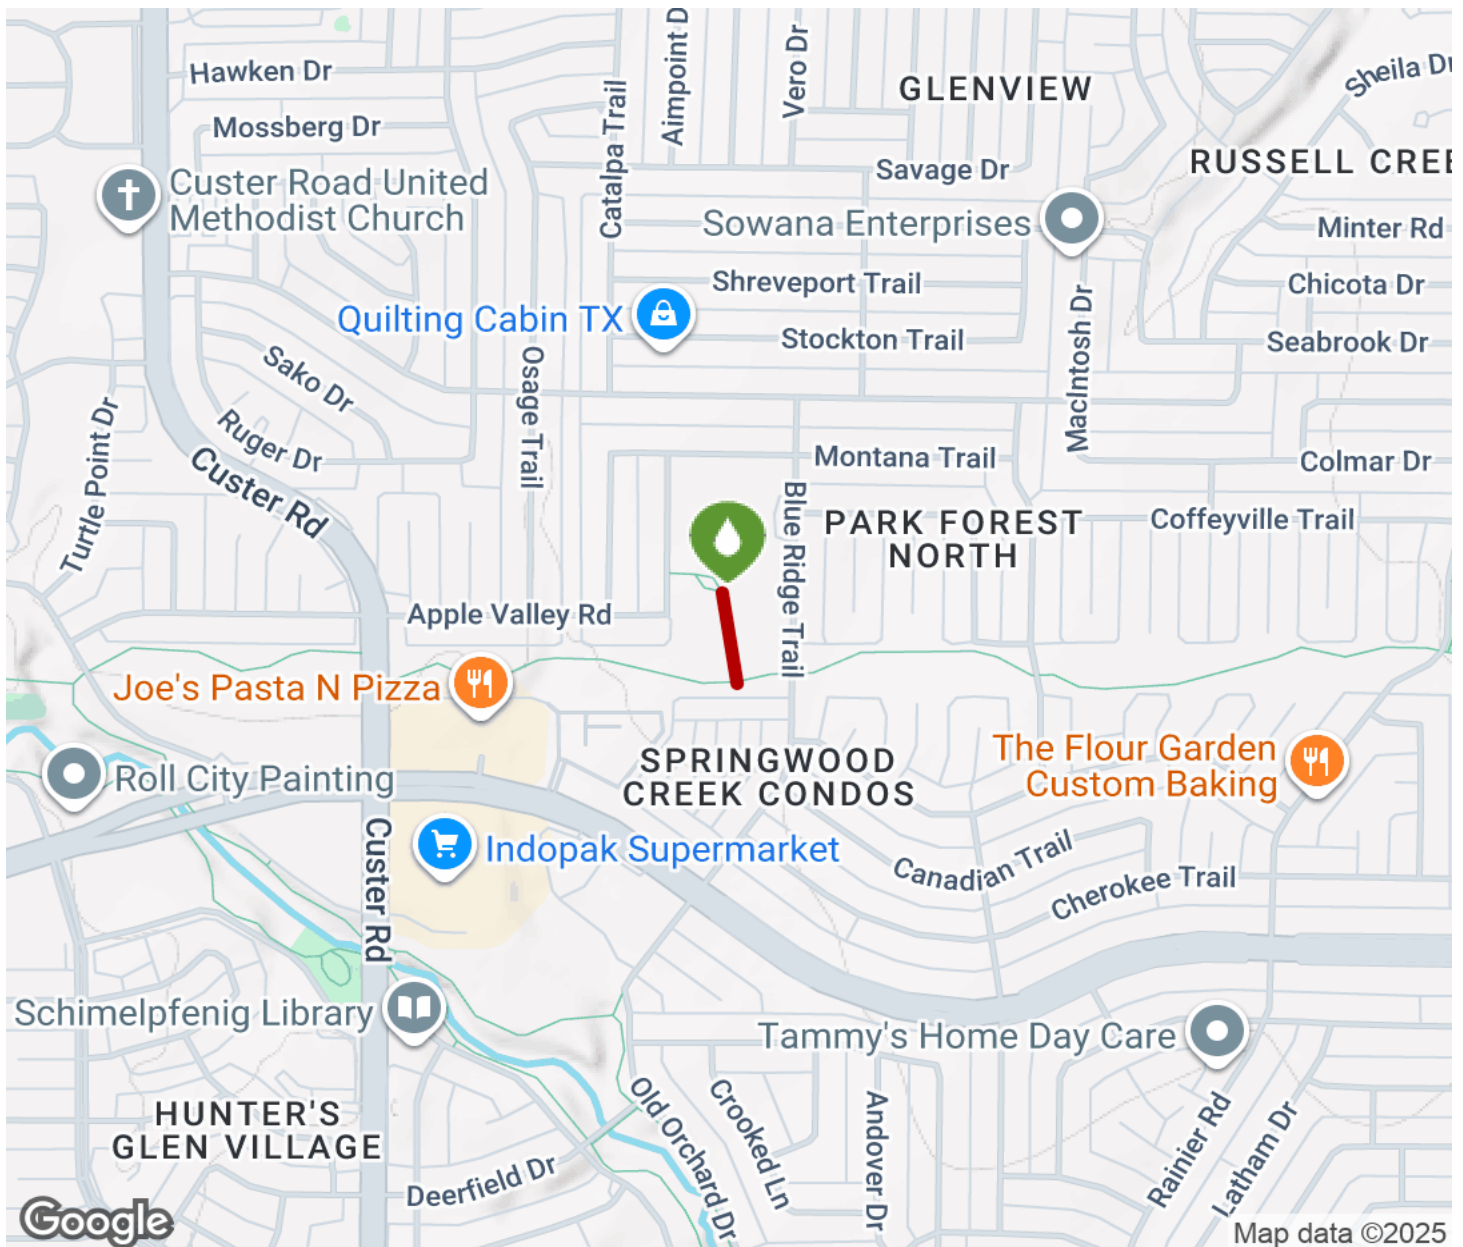 Hawken Dr
Mossberg Dr
Catalpa Trail
Aimpoint D
Vero Dr
GLENVIEW
Sheila Dr
Savage Dr
RUSSELL CREE
Custer Road United
Methodist Church
Sowana Enterprises
Minter Rd
Shreveport Trail
Chicota Dr
Quilting Cabin TX
Stockton Trail
MacIntosh Dr
Seabrook Dr
Sako Dr
Osage Trail
Turtle Point Dr
Ruger Dr
Custer Rd
Montana Trail
Colmar Dr
Blue Ridge Trail
PARK FOREST
NORTH
Coffeyville Trail
Apple Valley Rd
Joe's Pasta N Pizza
SPRINGWOOD
CREEK CONDOS
The Flour Garden
Custom Baking
Roll City Painting
Custer Rd
Indopak Supermarket
Canadian Trail
Cherokee Trail
Schimelpfenig Library
Tammy's Home Day Care
HUNTER'S
GLEN VILLAGE
Old Orchard Dr
Crooked Ln
Andover Dr
Rainier Rd
Latham Dr
Deerfield Dr
Google
Map data ©2025